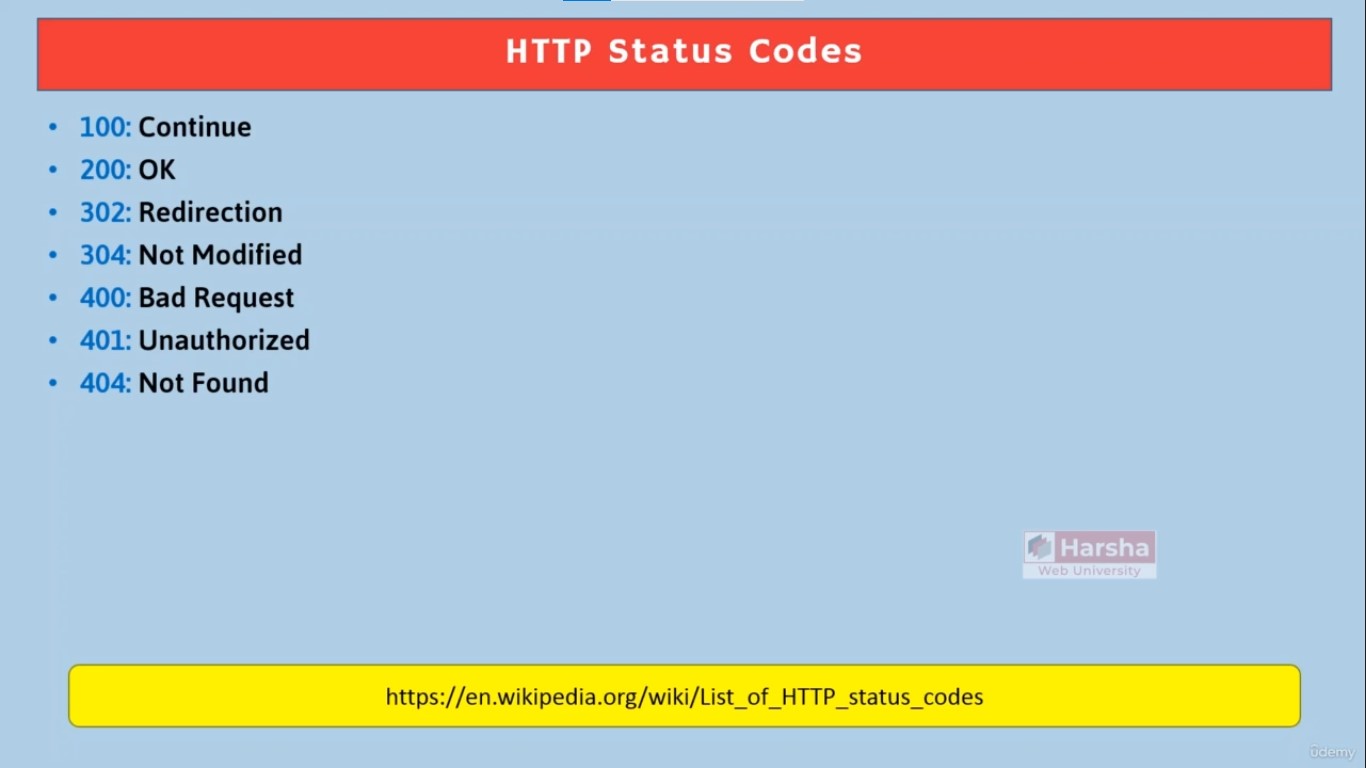 HTTP Status Codes
• 100: Continue
• 200: OK
• 302: Redirection
• 304: Not Modified
• 400: Bad Request
• 401: Unauthorized
• 404: Not Found
Harsha
Web University
https://en.wikipedia.org/wiki/List_of_HTTP_status_codes
ûdemy